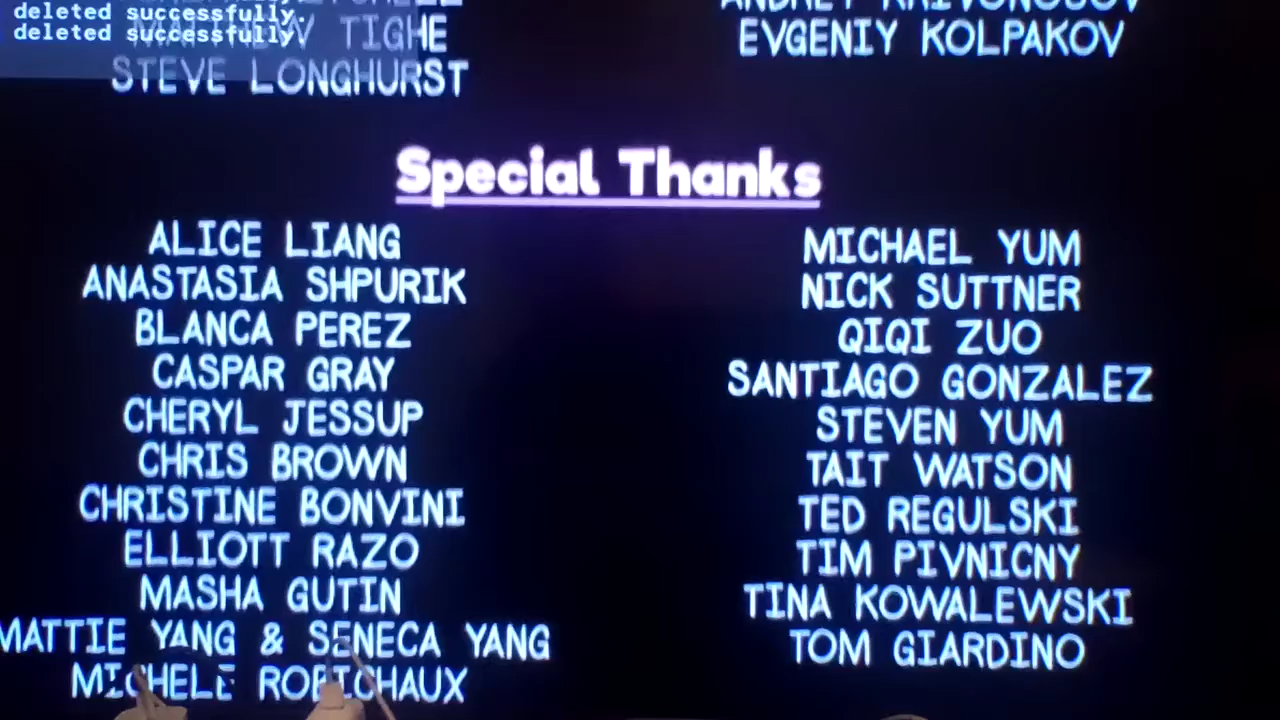 deleted successfully.
deleted successfully.
TIGHE
STEVE LONGHURST
EVGENIY KOLPAKOV
Special Thanks
ALICE LIANG
ANASTASIA SHPURIK
BLANCA PEREZ
CASPAR GRAY
CHERYL JESSUP
CHRIS BROWN
CHRISTINE BONVINI
ELLIOTT RAZO
MASHA GUTIN
MATTIE YANG & SENECA YANG
MICHELE ROBICHAUX
MICHAEL YUM
NICK SUTTNER
QIQI ZUO
SANTIAGO GONZALEZ
STEVEN YUM
TAIT WATSON
TED REGULSKI
TIM PIVNICNY
TINA KOWALEWSKI
TOM GIARDINO